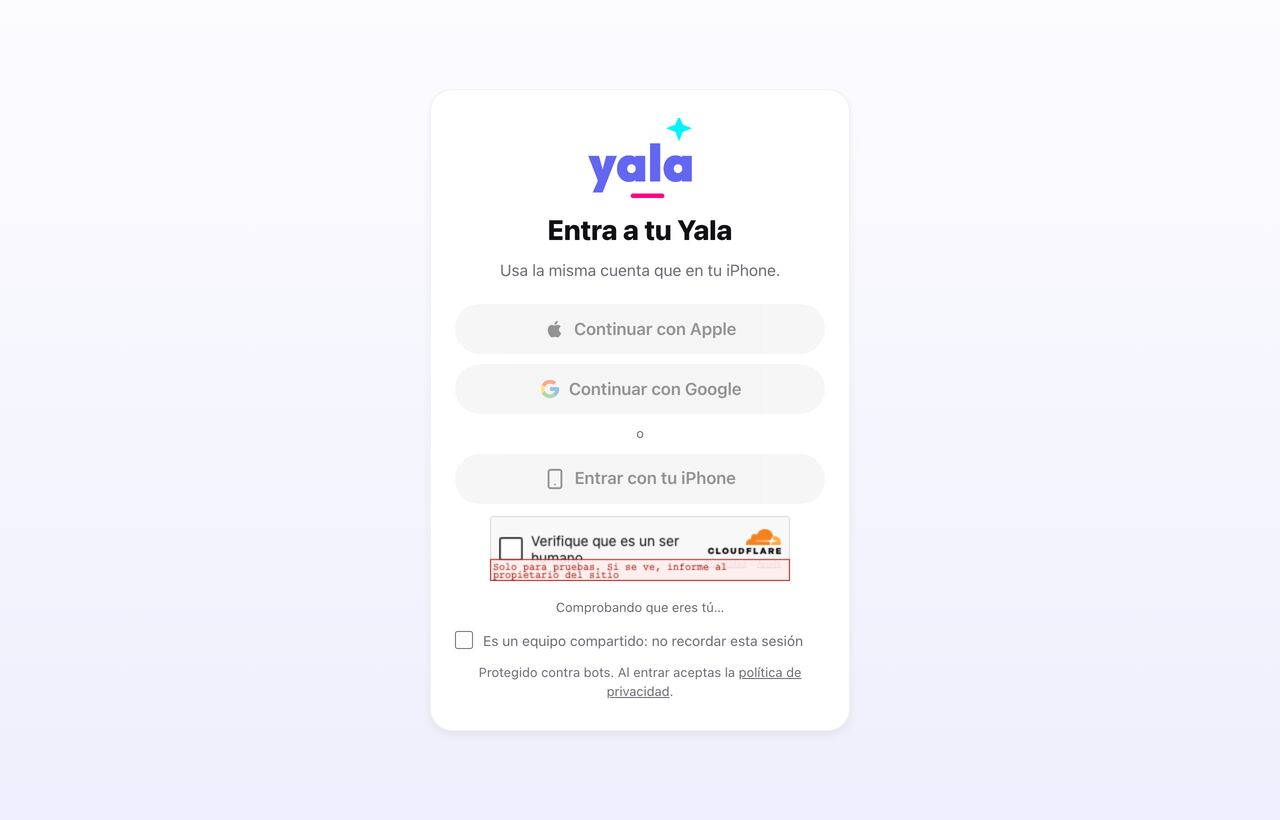 yala
Entra a tu Yala
Usa la misma cuenta que en tu iPhone.
Continuar con Apple
Continuar con Google
o
Entrar con tu iPhone
Verifique que es un ser
humano
CLOUDFLARE
Solo para pruebas. Si se ve, informe al
propietario del sitio
Comprobando que eres tú…
Es un equipo compartido: no recordar esta sesión
Protegido contra bots. Al entrar aceptas la política de
privacidad.